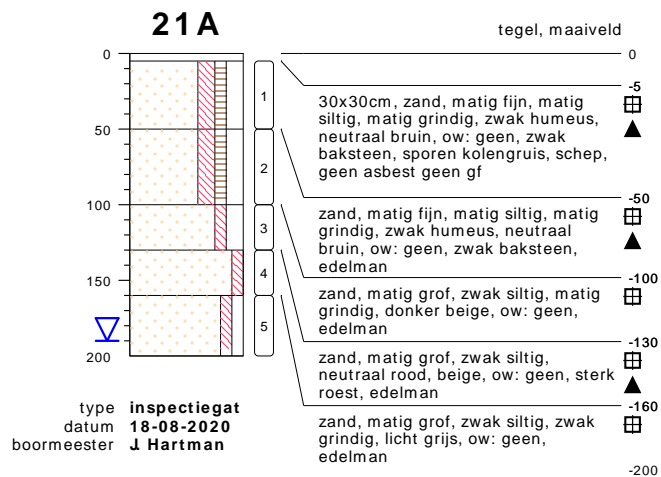 21A
tegel, maaiveld
0
0
-5
30x30cm, zand, matig fijn, matig
siltig, matig grindig, zwak humeus,
neutraal bruin, ow: geen, zwak
baksteen, sporen kolengruis, schep,
geen asbest geen gf
1
50
-50
zand, matig fijn, matig siltig, matig
grindig, zwak humeus, neutraal
bruin, ow: geen, zwak baksteen,
edelman
2
100
-100
zand, matig grof, zwak siltig, matig
grindig, donker beige, ow: geen,
edelman
3
-130
zand, matig grof, zwak siltig,
neutraal rood, beige, ow: geen, sterk
roest, edelman
4
150
-160
zand, matig grof, zwak siltig, zwak
grindig, licht grijs, ow: geen,
edelman
5
200
-200
type inspectiegat
datum 18-08-2020
boormeester J. Hartman